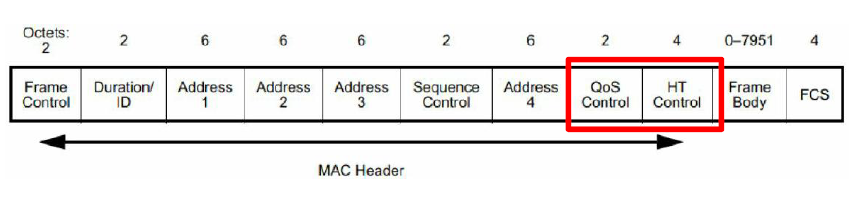 Octets:
2 2 6 6 6 2 6 2 4 0–7951 4
Frame Duration/ Address Address Address Sequence Address QoS HT Frame FCS
Control ID 1 2 3 Control 4 Control Control Body
MAC Header